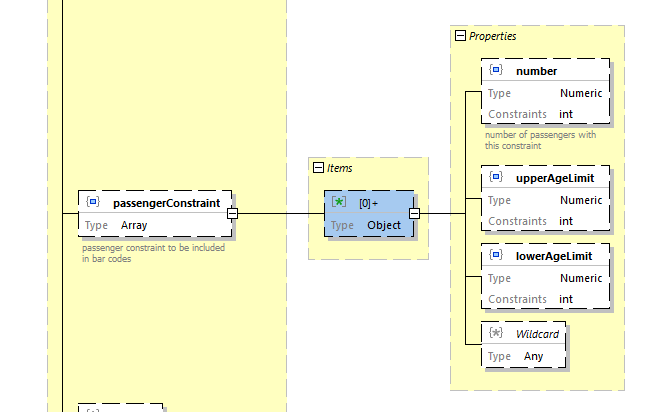 passengerConstraint
Type Array
passenger constraint to be included
in bar codes
Items
[0]+
Type Object
Properties
number
Type Numeric
Constraints int
number of passengers with
this constraint
upperAgeLimit
Type Numeric
Constraints int
lowerAgeLimit
Type Numeric
Constraints int
Wildcard
Type Any